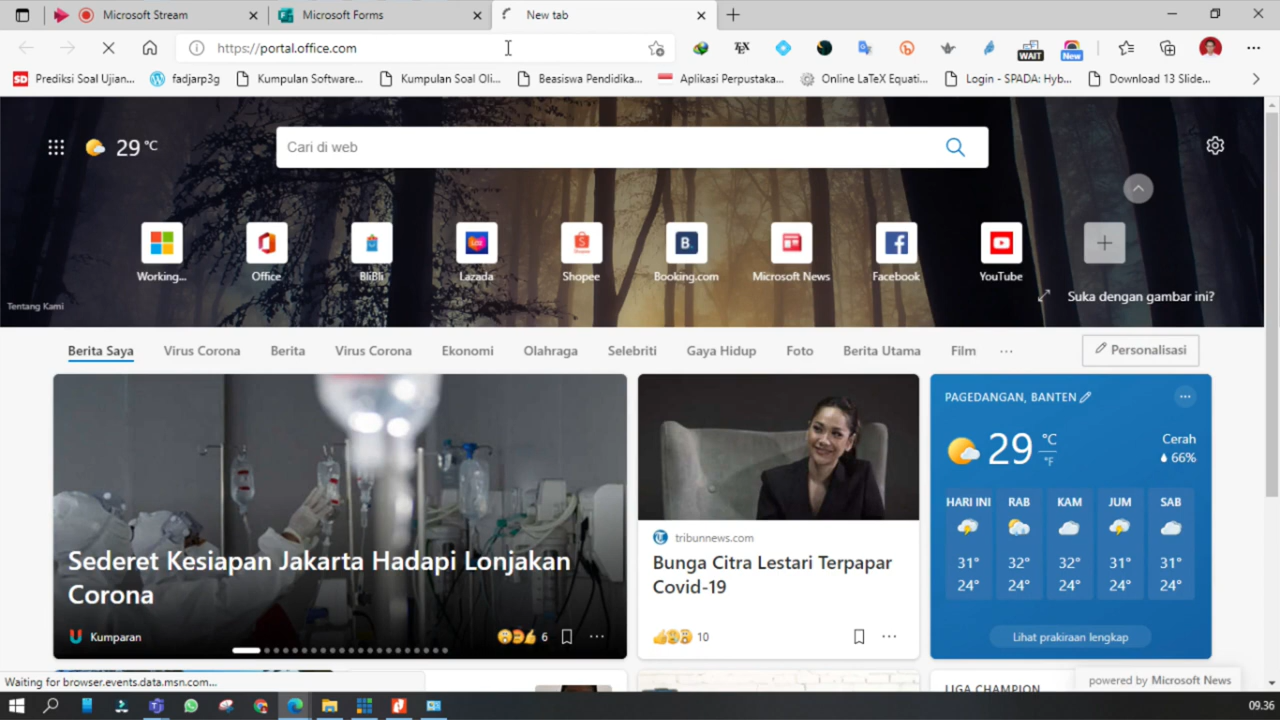 Microsoft Stream
Microsoft Forms
New tab
https://portal.office.com
TEX
WAIT
New
SD Prediksi Soal Ujian...
fadjarp3g
Kumpulan Software...
Kumpulan Soal Oli...
Beasiswa Pendidika...
Aplikasi Perpustaka...
Online LaTeX Equati...
Login - SPADA: Hyb...
Download 13 Slide...
29 °C
Cari di web
Working...
Office
BliBli
Lazada
Shopee
Booking.com
Microsoft News
Facebook
YouTube
Tentang Kami
Suka dengan gambar ini?
Berita Saya
Virus Corona
Berita
Virus Corona
Ekonomi
Olahraga
Selebriti
Gaya Hidup
Foto
Berita Utama
Film
Personalisasi
Sederet Kesiapan Jakarta Hadapi Lonjakan
Corona
Kumparan
6
tribunnews.com
Bunga Citra Lestari Terpapar
Covid-19
10
PAGEDANGAN, BANTEN
29 °C
°F
Cerah
66%
HARI INI RAB KAM JUM SAB
31° 32° 32° 31° 31°
24° 24° 24° 24° 24°
Lihat prakiraan lengkap
LIGA CHAMPION
powered by Microsoft News
Waiting for browser.events.data.msn.com...
09.36